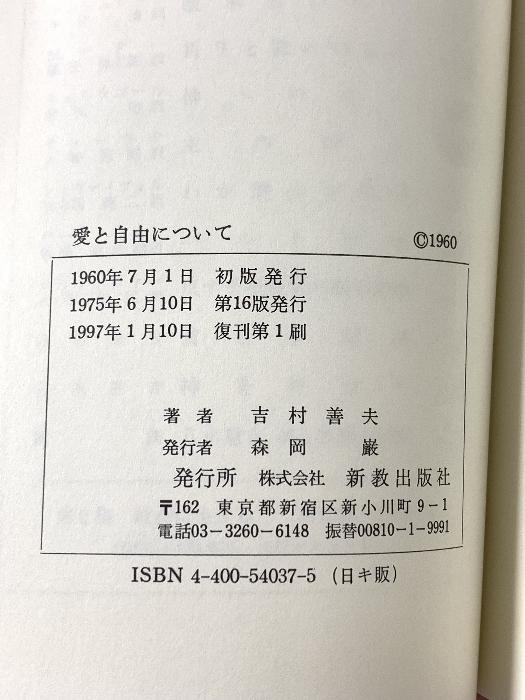 愛と自由について
©1960
1960年7月1日 初版発行
1975年6月10日 第16版発行
1997年1月10日 復刊第1刷
著者 吉村善夫
発行者 森岡巌
発行所 株式会社 新教出版社
〒162 東京都新宿区新小川町9-1
電話03-3260-6148 振替00810-1-9991
ISBN 4-400-54037-5 (日キ販)